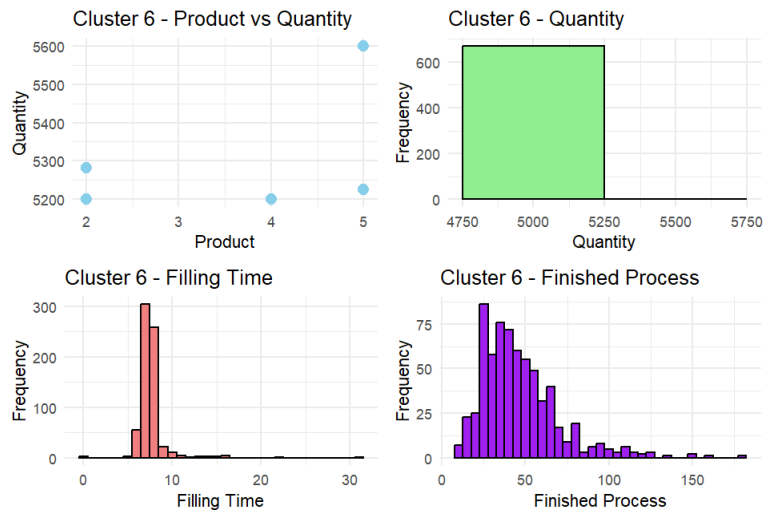 Cluster 6 - Product vs Quantity
Quantity
5600
5500
5400
5300
5200
2 3 4 5
Product
Cluster 6 - Quantity
Frequency
600
400
200
0
4750 5000 5250 5500 5750
Quantity
Cluster 6 - Filling Time
Frequency
300
200
100
0
0 10 20 30
Filling Time
Cluster 6 - Finished Process
Frequency
75
50
25
0
0 50 100 150
Finished Process